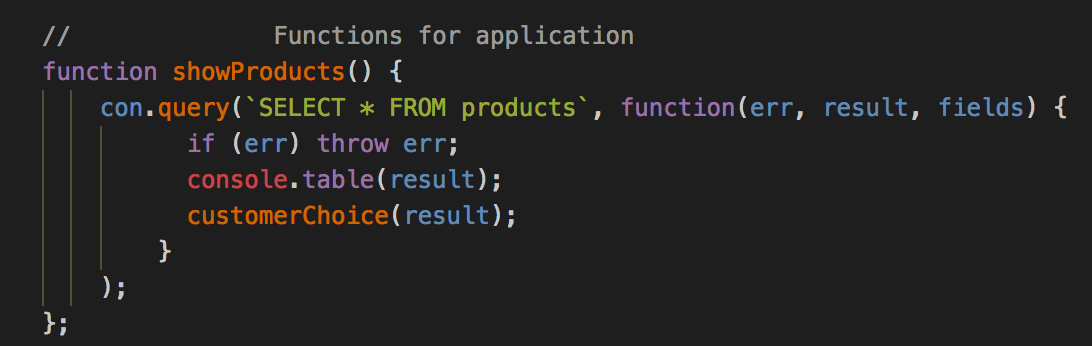 //              Functions for application
function showProducts() {
    con.query(`SELECT * FROM products`, function(err, result, fields) {
          if (err) throw err;
          console.table(result);
          customerChoice(result);
        }
    );
};